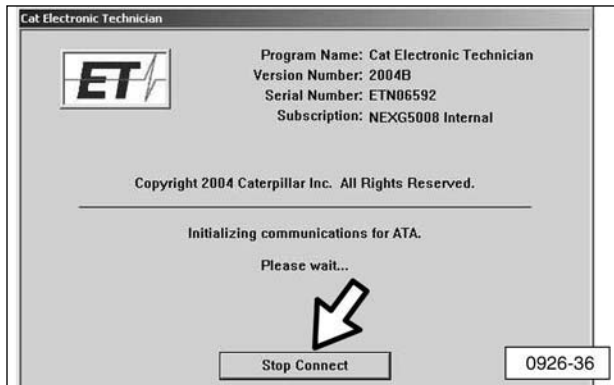 Cat Electronic Technician
ET
Program Name: Cat Electronic Technician
Version Number: 2004B
Serial Number: ETN06592
Subscription: NEXG5008 Internal
Copyright 2004 Caterpillar Inc. All Rights Reserved.
Initializing communications for ATA.
Please wait...
Stop Connect
0926-36